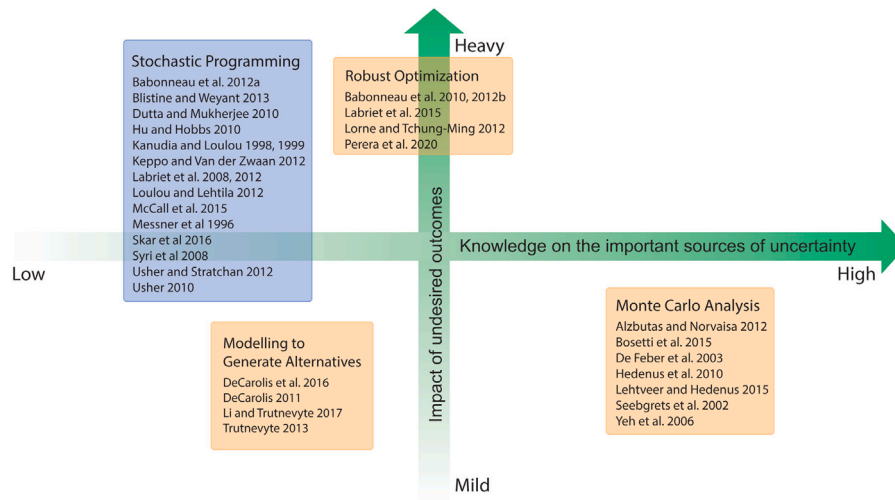 Heavy
Stochastic Programming
Babonneau et al. 2012a
Blistine and Weyant 2013
Dutta and Mukherjee 2010
Hu and Hobbs 2010
Kanudia and Loulou 1998, 1999
Keppo and Van der Zwaan 2012
Labriet et al. 2008, 2012
Loulou and Lehtila 2012
McCall et al. 2015
Messner et al 1996
Skar et al 2016
Syri et al 2008
Usher and Stratchan 2012
Usher 2010
Robust Optimization
Babonneau et al. 2010, 2012b
Labriet et al. 2015
Lorne and Tchung-Ming 2012
Perera et al. 2020
Impact of undesired outcomes
Knowledge on the important sources of uncertainty
Low
High
Modelling to
Generate Alternatives
DeCarolis et al. 2016
DeCarolis 2011
Li and Trutnevyte 2017
Trutnevyte 2013
Monte Carlo Analysis
Alzbutas and Norvaisa 2012
Bosetti et al. 2015
De Feber et al. 2003
Hedenus et al. 2010
Lehtveer and Hedenus 2015
Seebgrets et al. 2002
Yeh et al. 2006
Mild